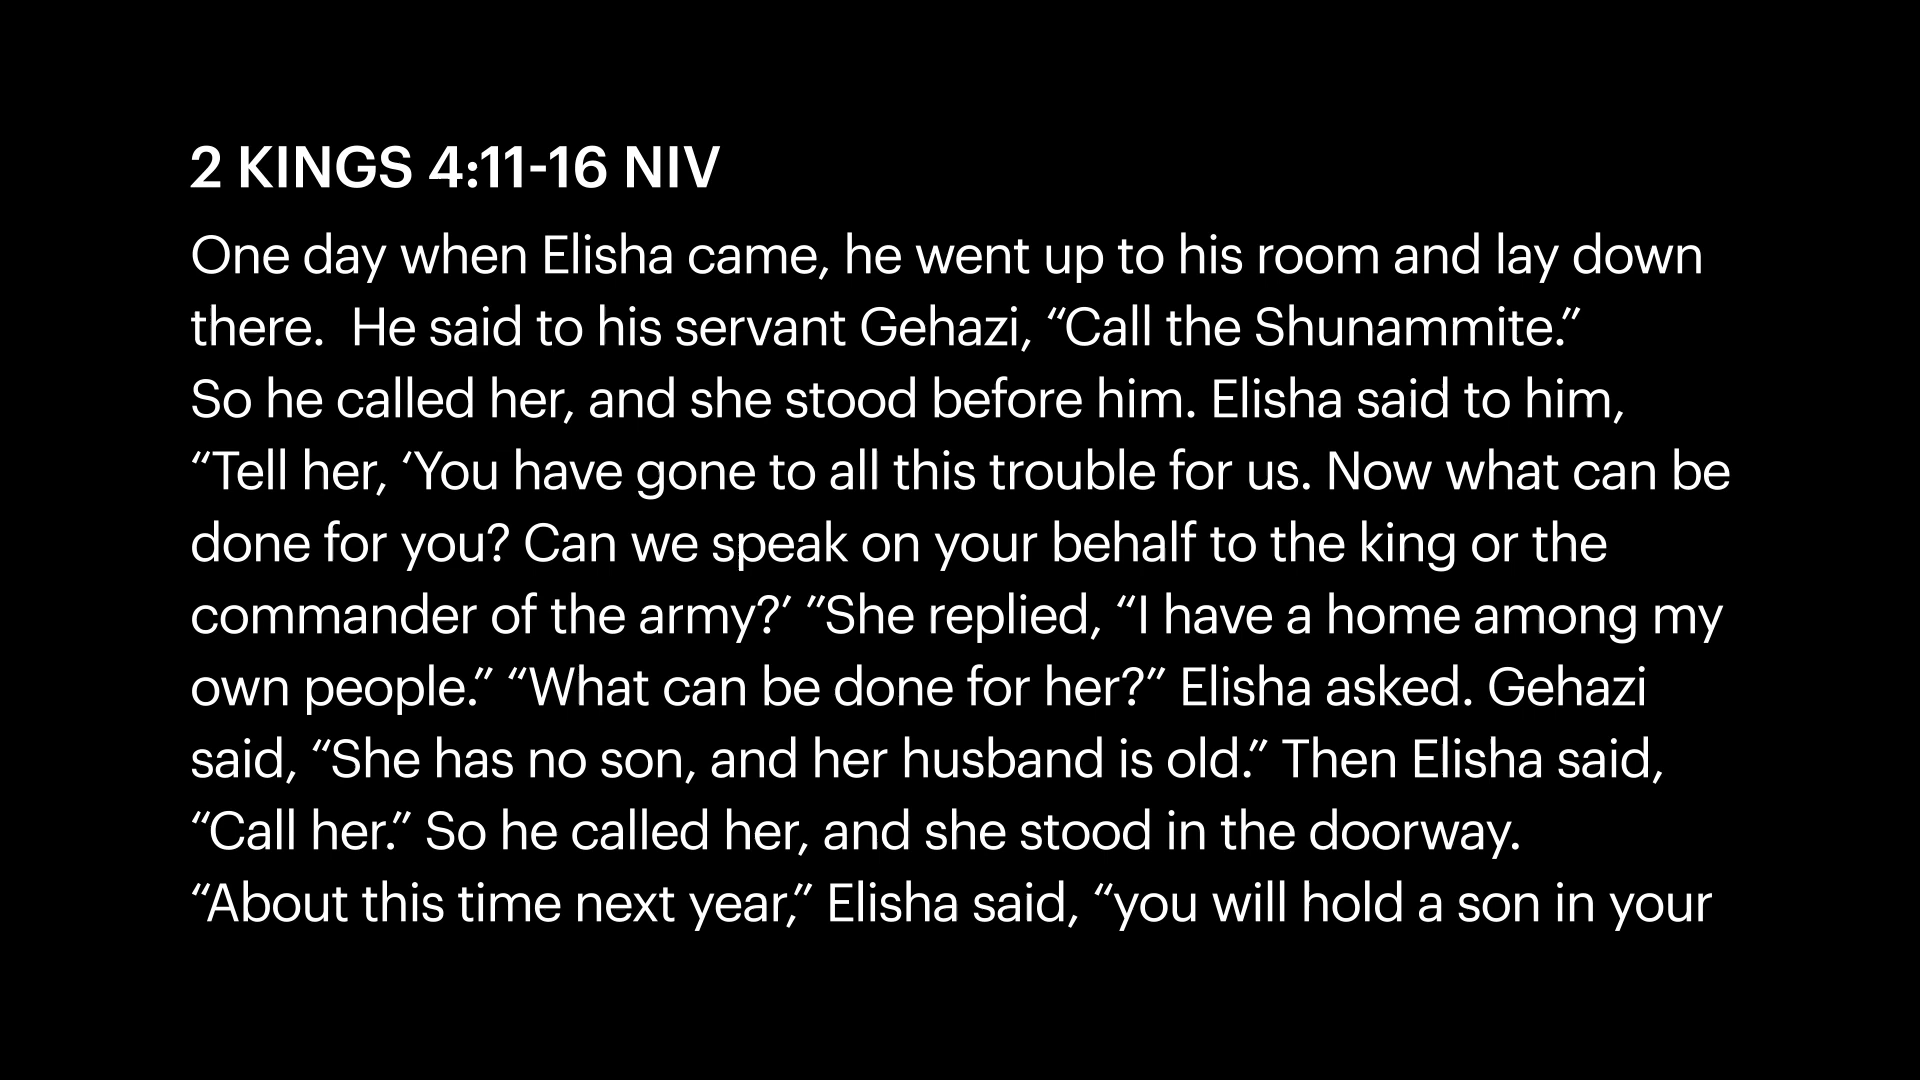 2 KINGS 4:11-16 NIV
One day when Elisha came, he went up to his room and lay down
there.  He said to his servant Gehazi, “Call the Shunammite.”
So he called her, and she stood before him. Elisha said to him,
“Tell her, ‘You have gone to all this trouble for us. Now what can be
done for you? Can we speak on your behalf to the king or the
commander of the army?’ ”She replied, “I have a home among my
own people.” “What can be done for her?” Elisha asked. Gehazi
said, “She has no son, and her husband is old.” Then Elisha said,
“Call her.” So he called her, and she stood in the doorway.
“About this time next year,” Elisha said, “you will hold a son in your